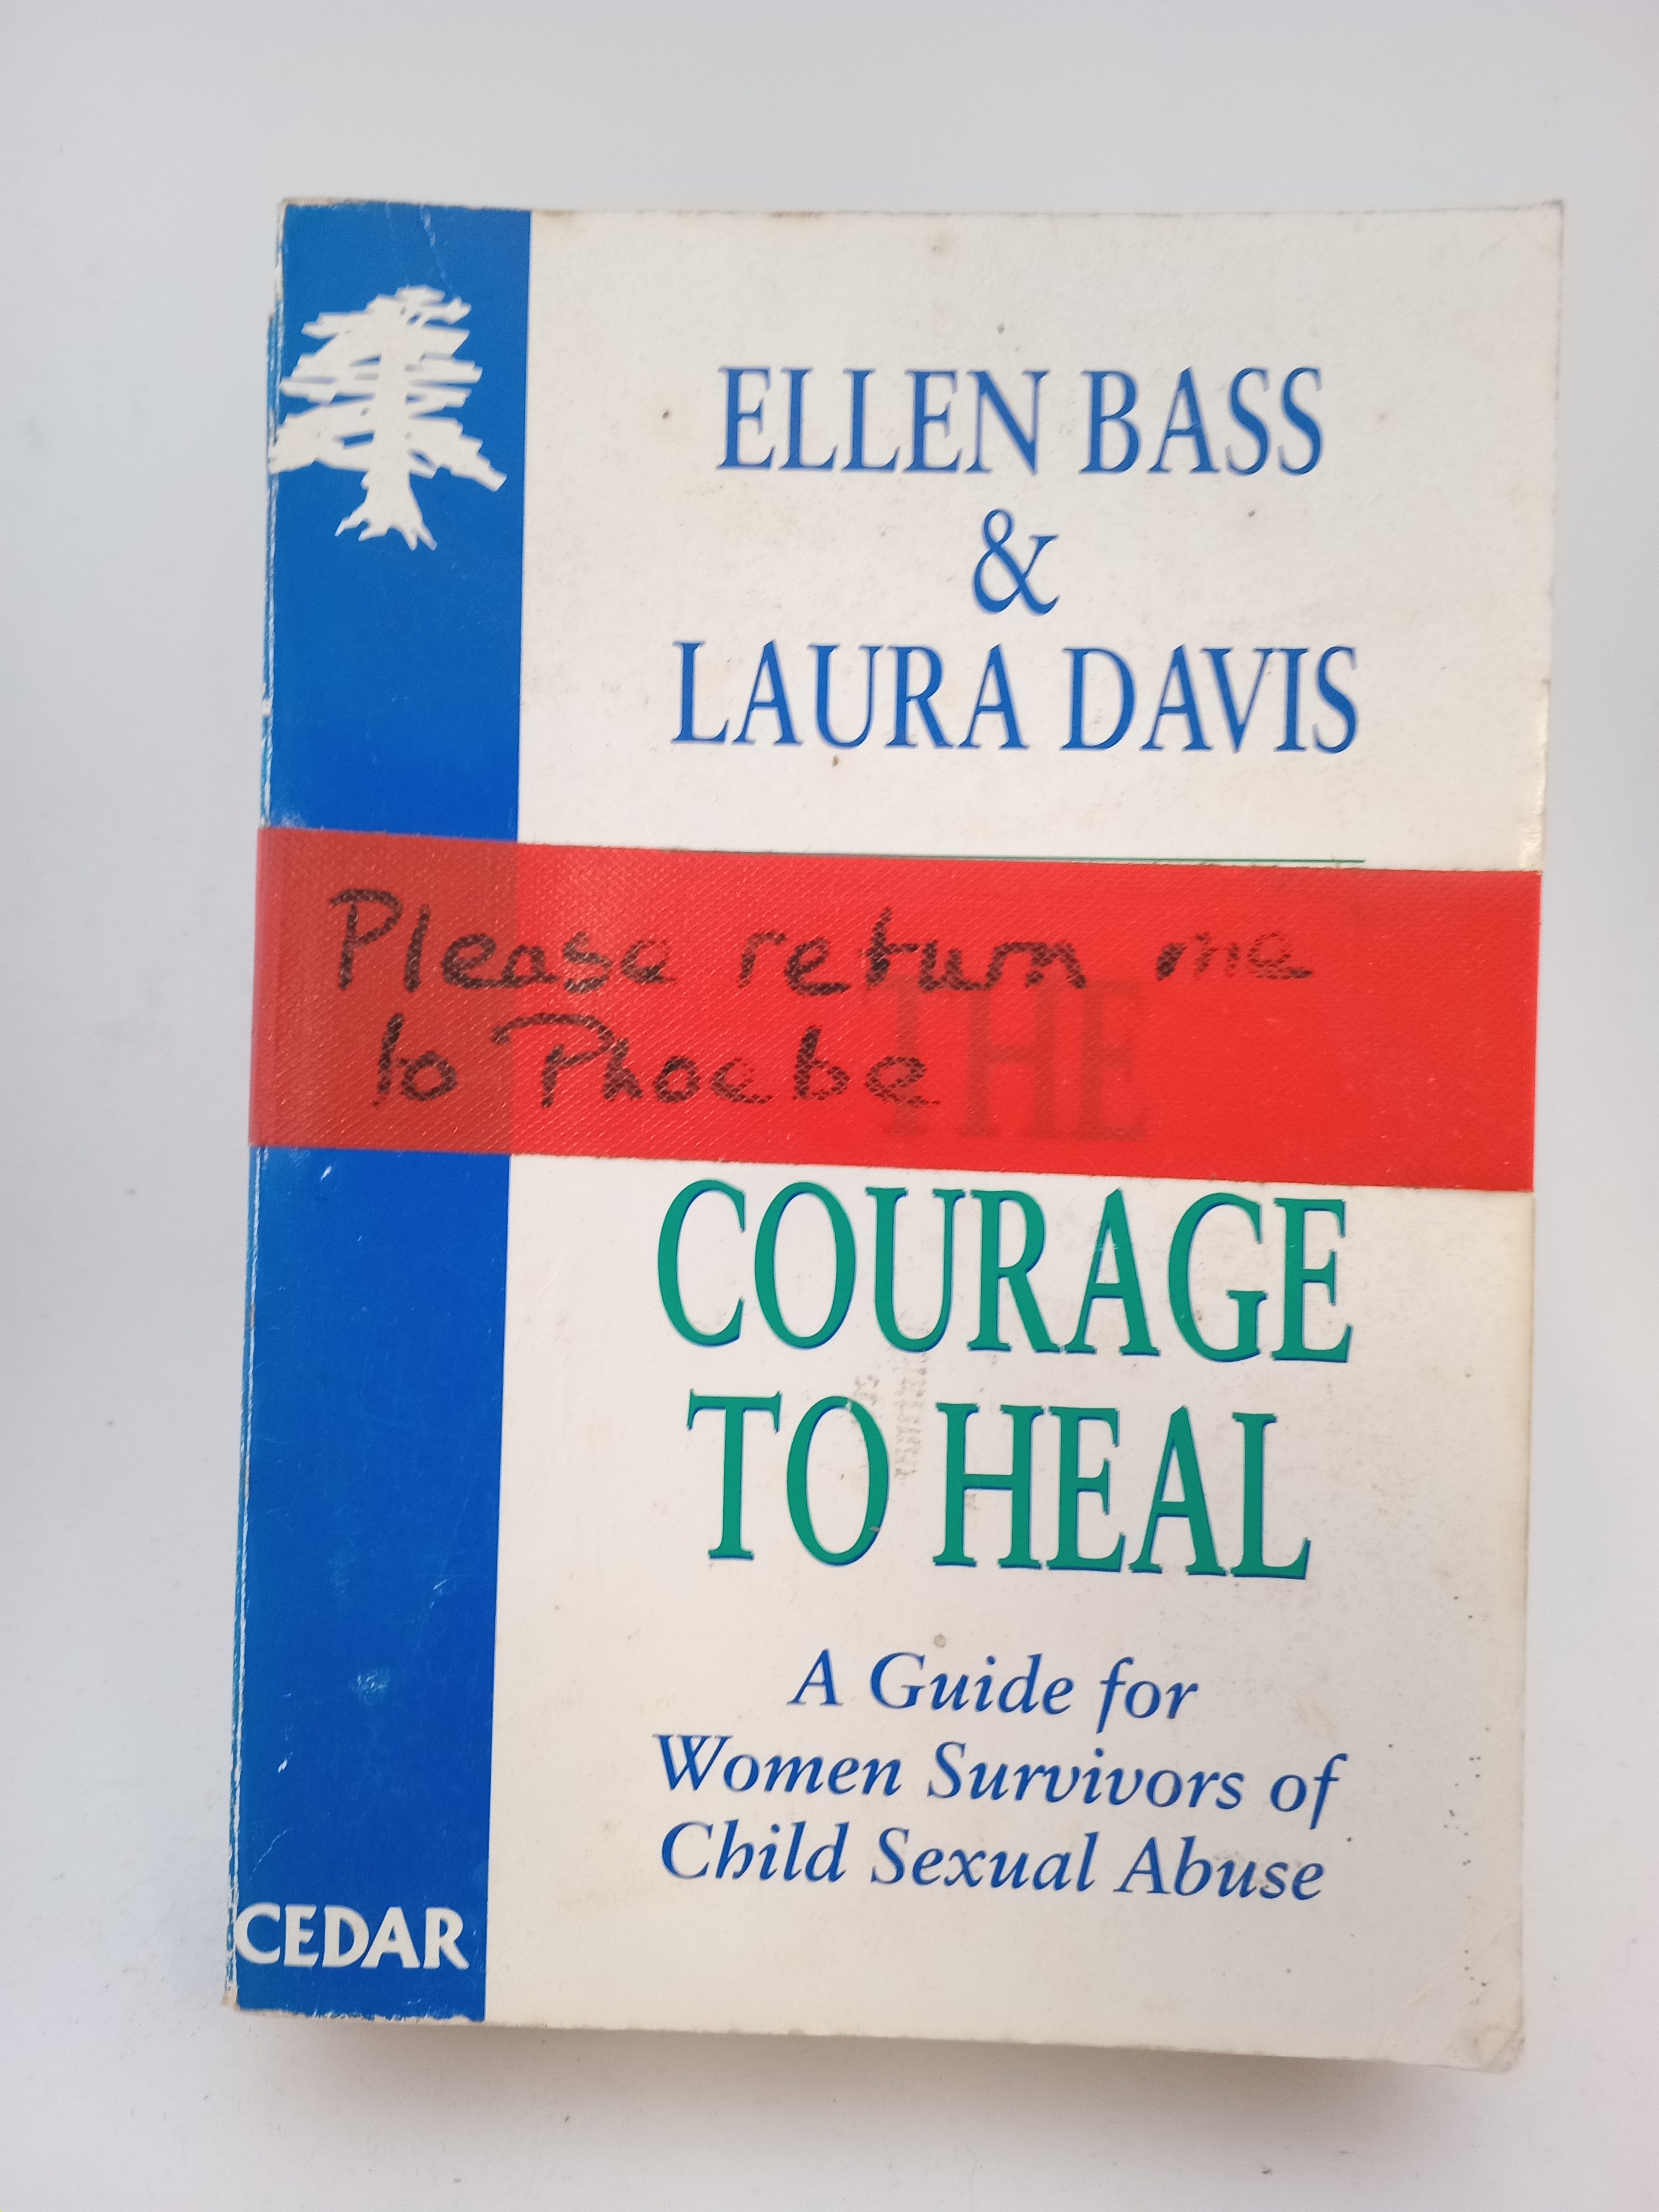 ELLEN BASS
&
LAURA DAVIS
Please return me
to Phoebe
THE
COURAGE
TO HEAL
A Guide for
Women Survivors of
Child Sexual Abuse
CEDAR